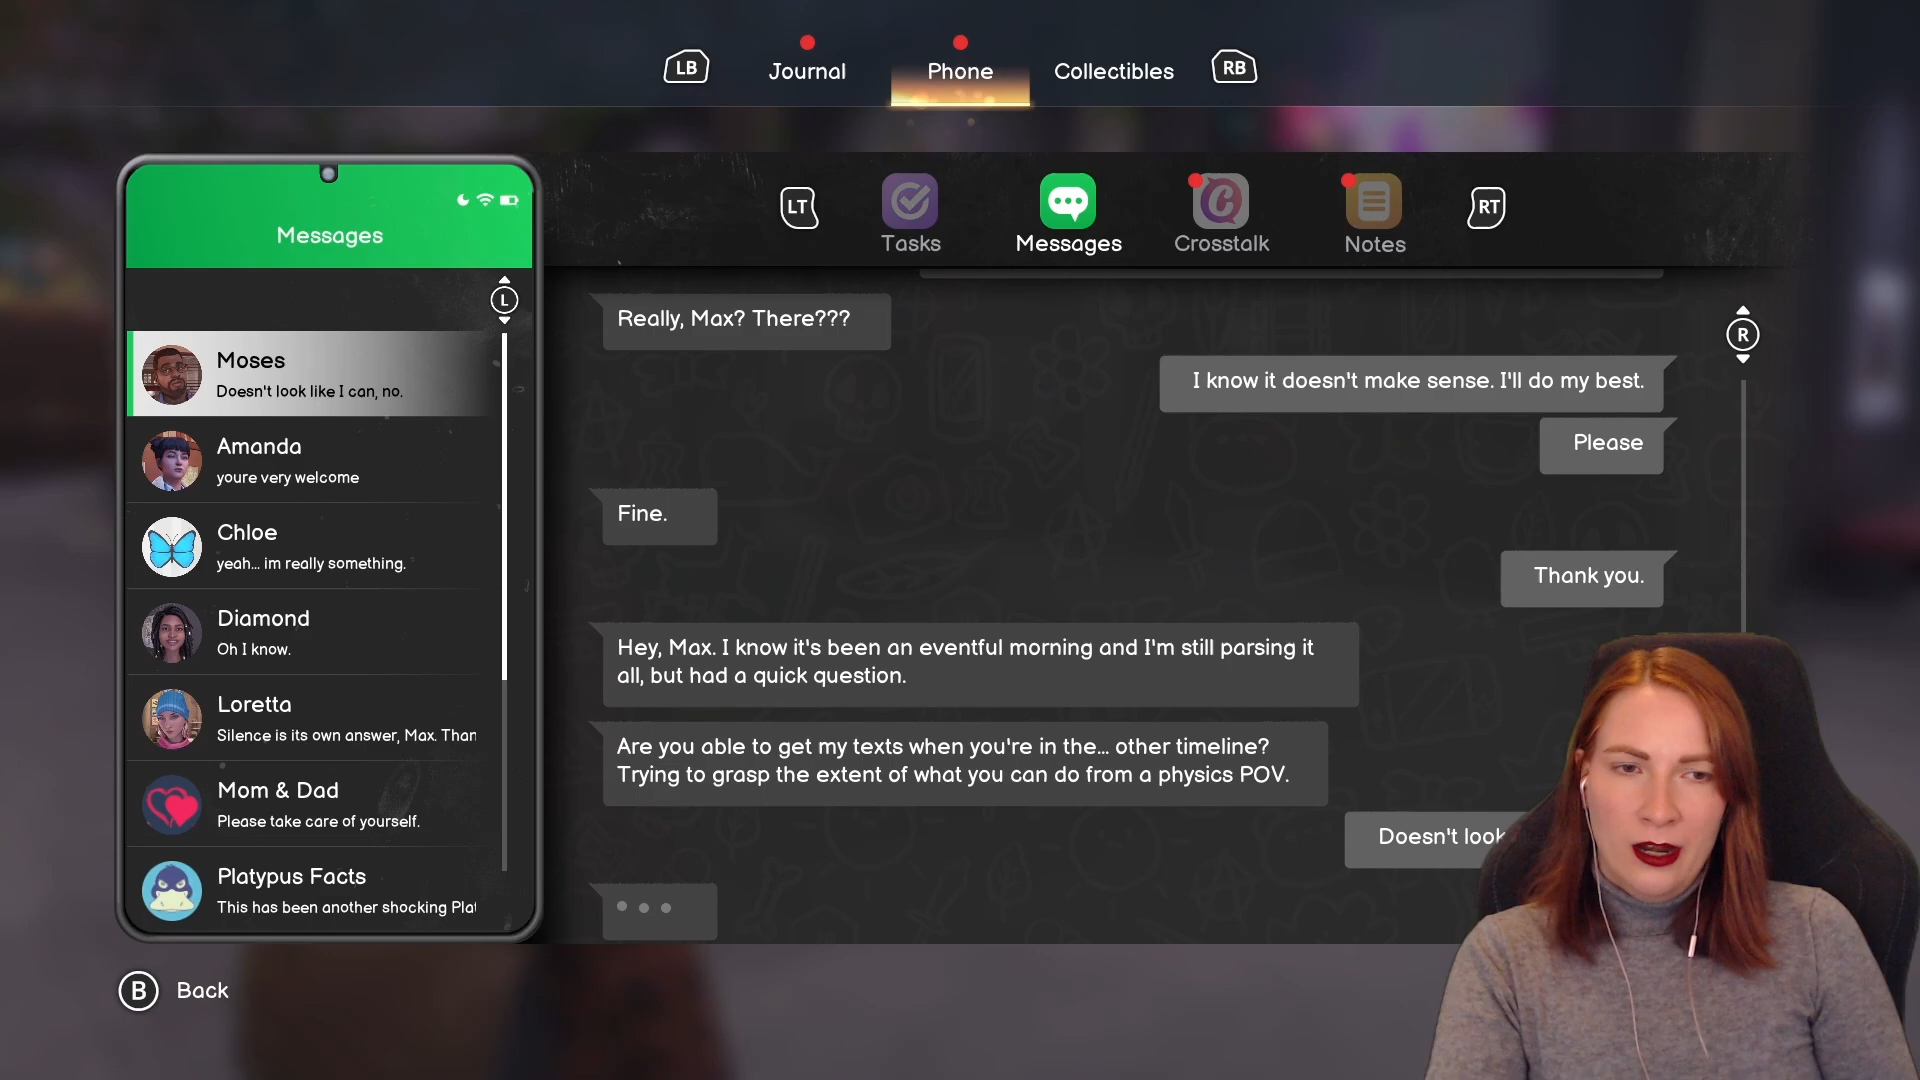 LB
Journal
Phone
Collectibles
RB
Messages
L
Moses
Doesn't look like I can, no.
Amanda
youre very welcome
Chloe
yeah... im really something.
Diamond
Oh I know.
Loretta
Silence is its own answer, Max. Than
Mom & Dad
Please take care of yourself.
Platypus Facts
This has been another shocking Pla
LT
Tasks
Messages
Crosstalk
Notes
RT
R
Really, Max? There???
I know it doesn't make sense. I'll do my best.
Please
Fine.
Thank you.
Hey, Max. I know it's been an eventful morning and I'm still parsing it
all, but had a quick question.
Are you able to get my texts when you're in the... other timeline?
Trying to grasp the extent of what you can do from a physics POV.
Doesn't look
B Back